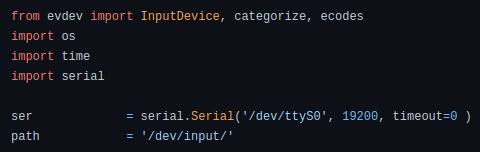 from evdev import InputDevice, categorize, ecodes
import os
import time
import serial
ser             = serial.Serial('/dev/ttyS0', 19200, timeout=0 )
path            = '/dev/input/'